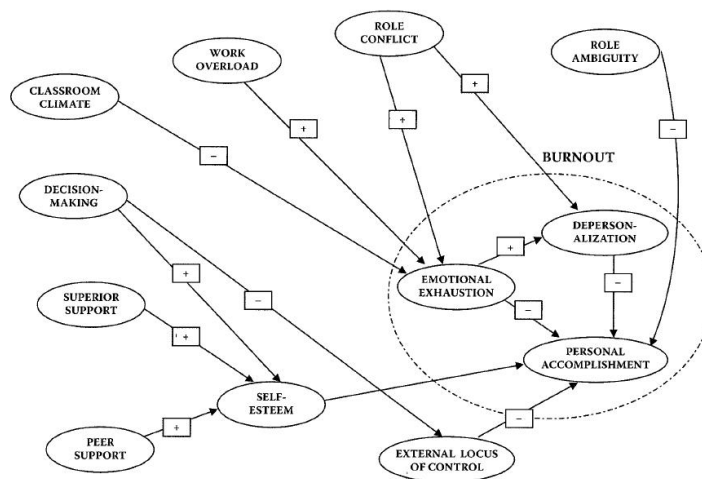 ROLE
CONFLICT
WORK
OVERLOAD
ROLE
AMBIGUITY
CLASSROOM
CLIMATE
+
+
+
−
−
BURNOUT
DECISION-
MAKING
DEPERSON-
ALIZATION
+
+
EMOTIONAL
EXHAUSTION
−
−
−
SUPERIOR
SUPPORT
+
PERSONAL
ACCOMPLISHMENT
SELF-
ESTEEM
+
−
PEER
SUPPORT
EXTERNAL LOCUS
OF CONTROL